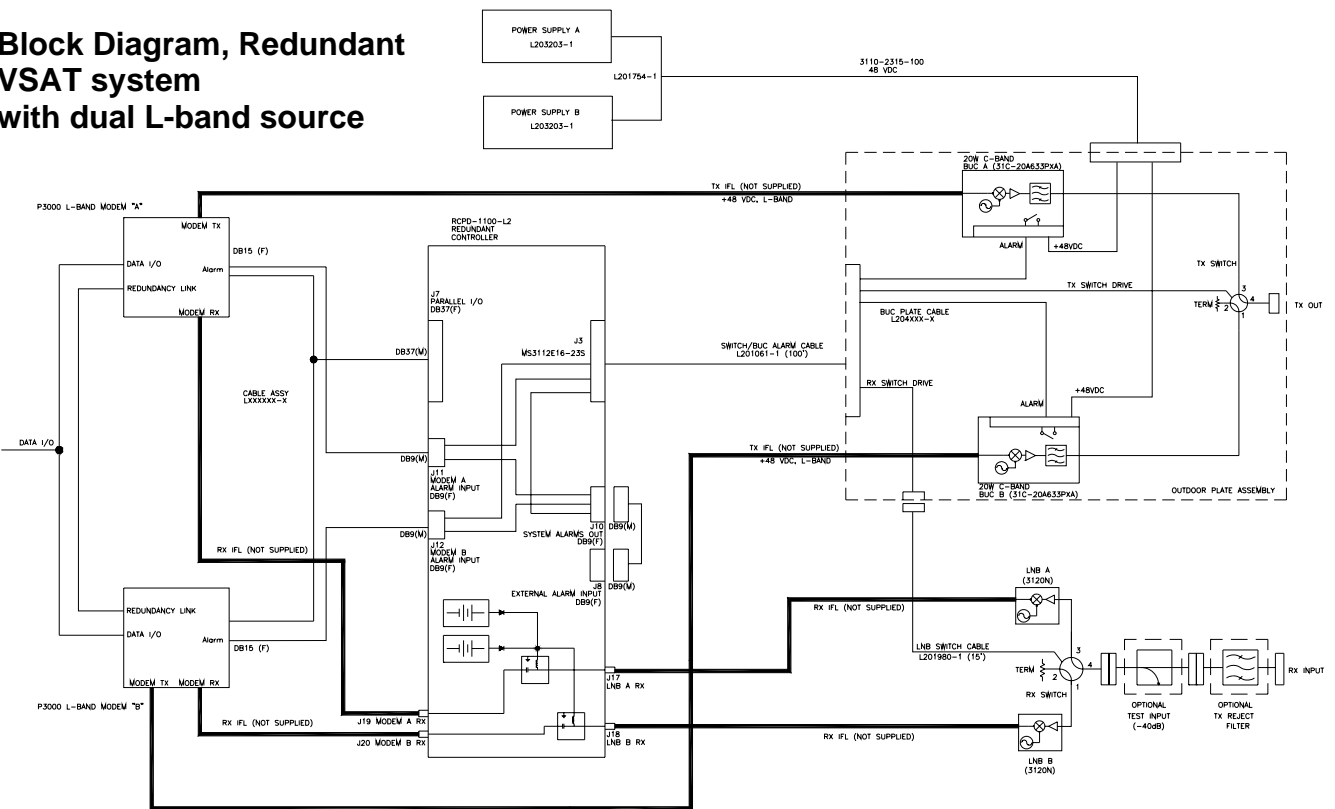 Block Diagram, Redundant
VSAT system
with dual L-band source
POWER SUPPLY A
L203203-1
L201754-1
POWER SUPPLY B
L203203-1
3110-2315-100
48 VDC
P3000 L-BAND MODEM "A"
MODEM TX
DATA I/O
Alarm
REDUNDANCY LINK
MODEM RX
DB15 (F)
TX IFL (NOT SUPPLIED)
+48 VDC, L-BAND
RCPD-1100-L2
REDUNDANT
CONTROLLER
J7
PARALLEL I/O
DB37(F)
DB37(M)
J3
MS3112E16-23S
CABLE ASSY
LXXXXXX-X
DATA I/O
DB9(M)
J11
MODEM A
ALARM INPUT
DB9(F)
DB9(M)
J12
MODEM B
ALARM INPUT
DB9(F)
J10
DB9(M)
SYSTEM ALARMS OUT
DB9(F)
J8
DB9(M)
EXTERNAL ALARM INPUT
DB9(F)
SWITCH/BUC ALARM CABLE
L201061-1 (100')
20W C-BAND
BUC A (31C-20A633PXA)
ALARM
+48VDC
TX SWITCH
TX SWITCH DRIVE
BUC PLATE CABLE
L204XXX-X
TERM
3
2
4
1
TX OUT
RX SWITCH DRIVE
ALARM
+48VDC
TX IFL (NOT SUPPLIED)
+48 VDC, L-BAND
20W C-BAND
BUC B (31C-20A633PXA)
OUTDOOR PLATE ASSEMBLY
RX IFL (NOT SUPPLIED)
REDUNDANCY LINK
DATA I/O
Alarm
MODEM TX
MODEM RX
DB15 (F)
P3000 L-BAND MODEM "B"
RX IFL (NOT SUPPLIED)
J19 MODEM A RX
J20 MODEM B RX
J17
LNB A RX
J18
LNB B RX
RX IFL (NOT SUPPLIED)
LNB A
(3120N)
LNB SWITCH CABLE
L201980-1 (15')
TERM
3
2
4
1
RX SWITCH
RX IFL (NOT SUPPLIED)
LNB B
(3120N)
OPTIONAL
TEST INPUT
(-40dB)
OPTIONAL
TX REJECT
FILTER
RX INPUT